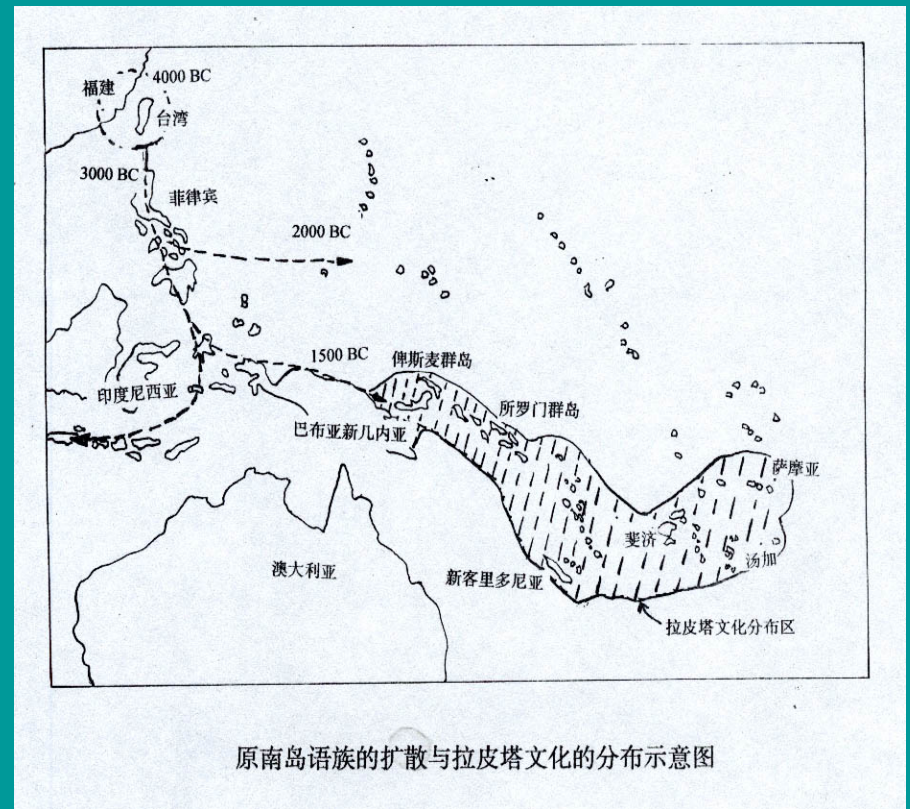 福建
4000 BC
台湾
3000 BC
菲律宾
2000 BC
1500 BC
俾斯麦群岛
印度尼西亚
所罗门群岛
巴布亚新几内亚
萨摩亚
斐济
汤加
澳大利亚
新客里多尼亚
拉皮塔文化分布区
原南岛语族的扩散与拉皮塔文化的分布示意图